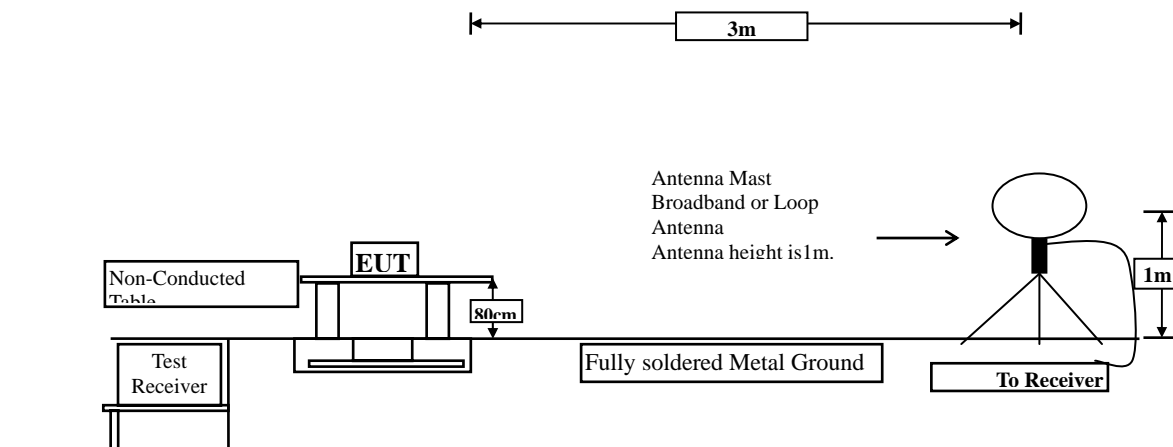 3m
Antenna Mast
Broadband or Loop
Antenna
Antenna height is1m.
EUT
Non-Conducted
Table
1m
80cm
Test
Receiver
Fully soldered Metal Ground
To Receiver